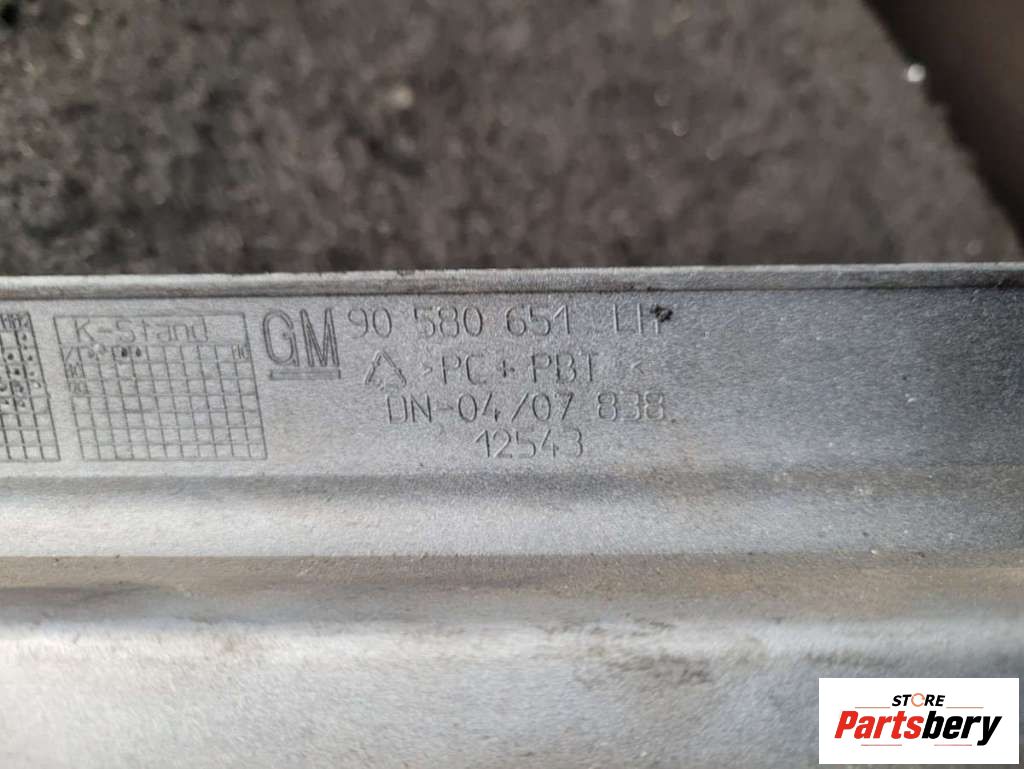 K-Stand
GM 90 580 651 LH
>PC+PBT<
DN-04/07 838
12543
STORE
Partsbery